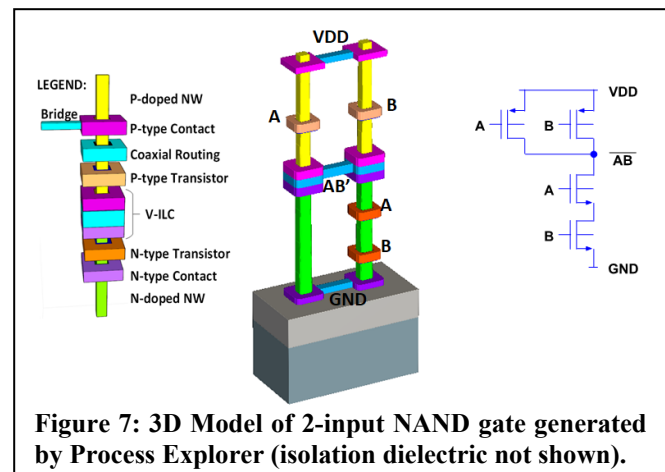 LEGEND:
P-doped NW
Bridge
P-type Contact
Coaxial Routing
P-type Transistor
V-ILC
N-type Transistor
N-type Contact
N-doped NW
VDD
A
B
AB’
A
B
GND
VDD
A
B
AB
A
B
GND
Figure 7: 3D Model of 2-input NAND gate generated
by Process Explorer (isolation dielectric not shown).